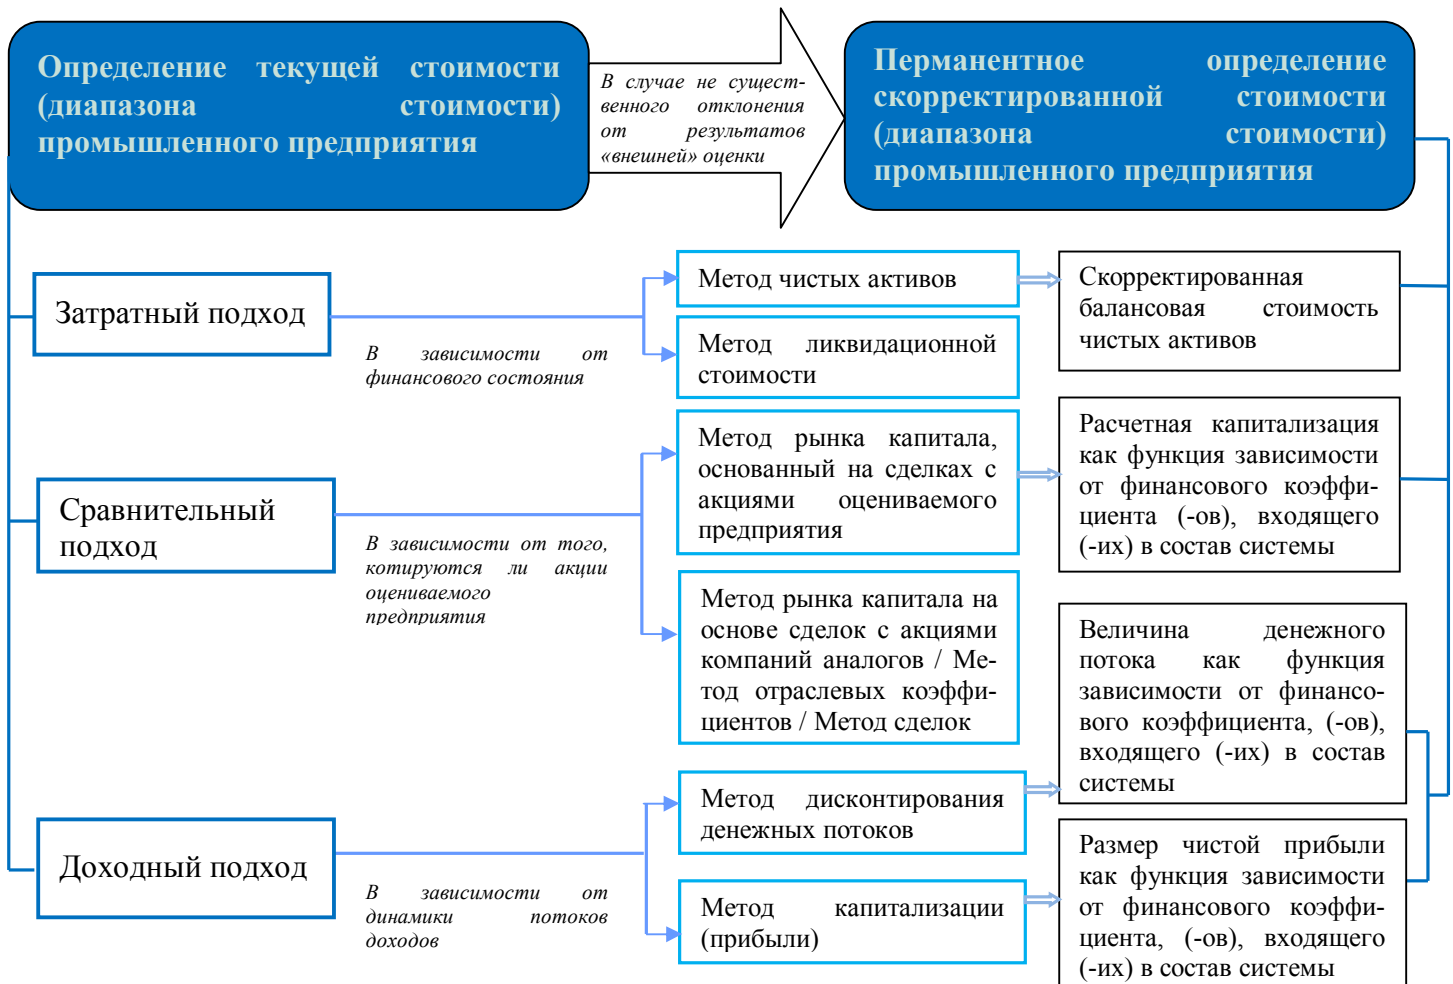 Определение текущей стоимости
(диапазона стоимости)
промышленного предприятия
В случае не сущест-
венного отклонения
от результатов
«внешней» оценки
Перманентное определение
скорректированной стоимости
(диапазона стоимости)
промышленного предприятия
Затратный подход
В зависимости от
финансового состояния
Метод чистых активов
Метод ликвидационной
стоимости
Скорректированная
балансовая стоимость
чистых активов
Сравнительный
подход
В зависимости от того,
котируются ли акции
оцениваемого
предприятия
Метод рынка капитала,
основанный на сделках с
акциями оцениваемого
предприятия
Метод рынка капитала на
основе сделок с акциями
компаний аналогов / Ме-
тод отраслевых коэффи-
циентов / Метод сделок
Расчетная капитализация
как функция зависимости
от финансового коэффи-
циента (-ов), входящего
(-их) в состав системы
Доходный подход
В зависимости от
динамики потоков
доходов
Метод дисконтирования
денежных потоков
Метод капитализации
(прибыли)
Величина денежного
потока как функция
зависимости от финансо-
вого коэффициента, (-ов),
входящего (-их) в состав
системы
Размер чистой прибыли
как функция зависимости
от финансового коэффи-
циента, (-ов), входящего
(-их) в состав системы